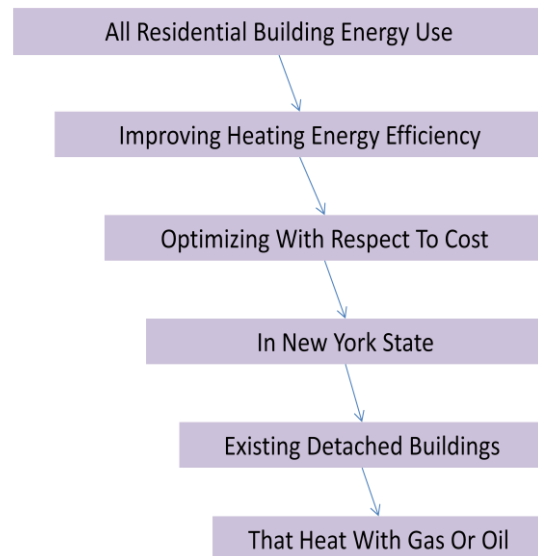 All Residential Building Energy Use
Improving Heating Energy Efficiency
Optimizing With Respect To Cost
In New York State
Existing Detached Buildings
That Heat With Gas Or Oil